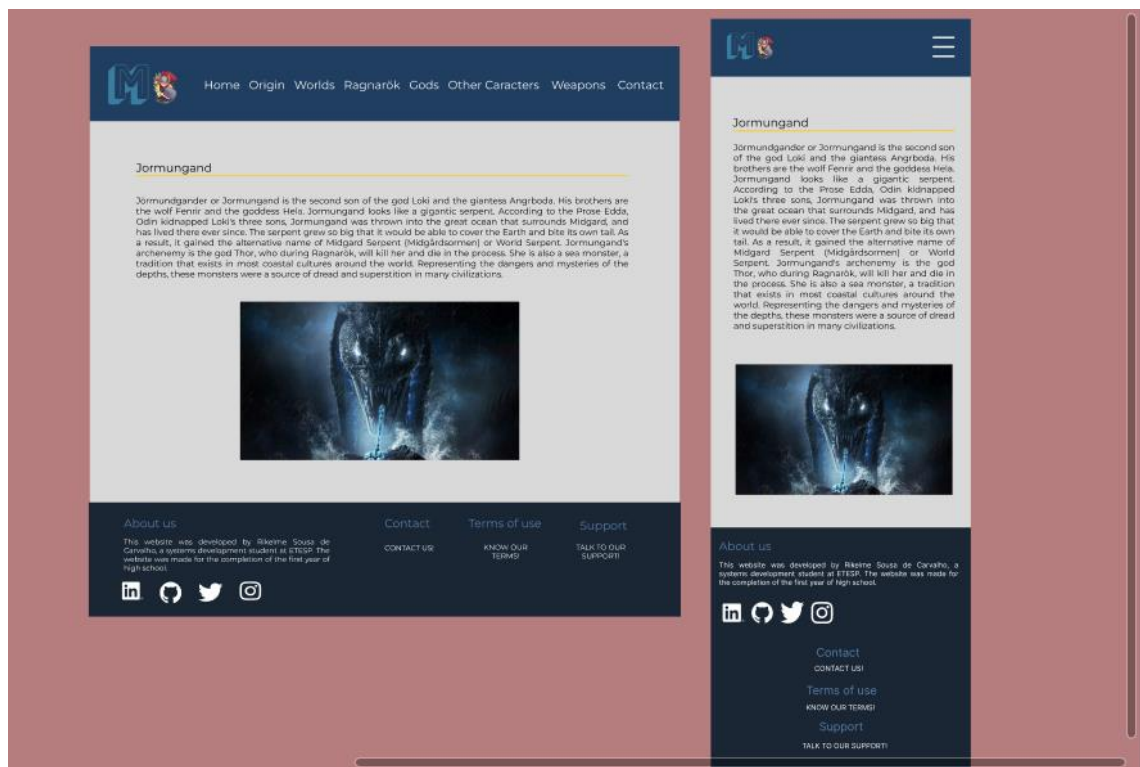 M
Home Origin Worlds Ragnarök Gods Other Caracters Weapons Contact
Jormungand
Jörmundgander or Jormungand is the second son of the god Loki and the giantess Angrboda. His brothers are
the wolf Fenrir and the goddess Hela. Jormungand looks like a gigantic serpent. According to the Prose Edda,
Odin kidnapped Loki's three sons, Jormungand was thrown into the great ocean that surrounds Midgard, and
has lived there ever since. The serpent grew so big that it would be able to cover the Earth and bite its own tail. As
a result, it gained the alternative name of Midgard Serpent (Midgårdsormen) or World Serpent. Jormungand's
archenemy is the god Thor, who during Ragnarök, will kill her and die in the process. She is also a sea monster, a
tradition that exists in most coastal cultures around the world. Representing the dangers and mysteries of the
depths, these monsters were a source of dread and superstition in many civilizations.
About us
This website was developed by Rikelme Sousa de
Carvalho, a systems development student at ETESP. The
website was made for the completion of the first year of
high school.
Contact
CONTACT US!
Terms of use
KNOW OUR
TERMS!
Support
TALK TO OUR
SUPPORT!
in
M
Jormungand
Jörmundgander or Jormungand is the second son
of the god Loki and the giantess Angrboda. His
brothers are the wolf Fenrir and the goddess Hela.
Jormungand looks like a gigantic serpent.
According to the Prose Edda, Odin kidnapped
Loki's three sons, Jormungand was thrown into
the great ocean that surrounds Midgard, and has
lived there ever since. The serpent grew so big that
it would be able to cover the Earth and bite its own
tail. As a result, it gained the alternative name of
Midgard Serpent (Midgårdsormen) or World
Serpent. Jormungand's archenemy is the god
Thor, who during Ragnarök, will kill her and die in
the process. She is also a sea monster, a tradition
that exists in most coastal cultures around the
world. Representing the dangers and mysteries of
the depths, these monsters were a source of dread
and superstition in many civilizations.
About us
This website was developed by Rikelme Sousa de Carvalho, a
systems development student at ETESP. The website was made for
the completion of the first year of high school.
in
Contact
CONTACT US!
Terms of use
KNOW OUR TERMS!
Support
TALK TO OUR SUPPORT!